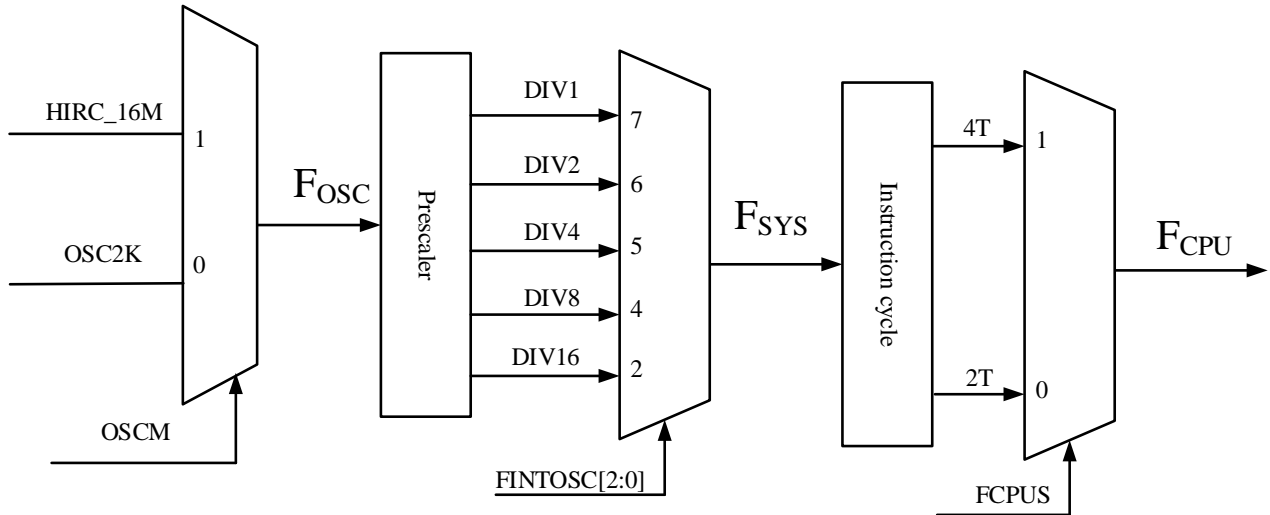 HIRC_16M
1
OSC2K
0
OSCM
FOSC
Prescaler
DIV1
7
DIV2
6
DIV4
5
DIV8
4
DIV16
2
FINTOSC[2:0]
FSYS
Instruction cycle
4T
1
2T
0
FCPUS
FCPU